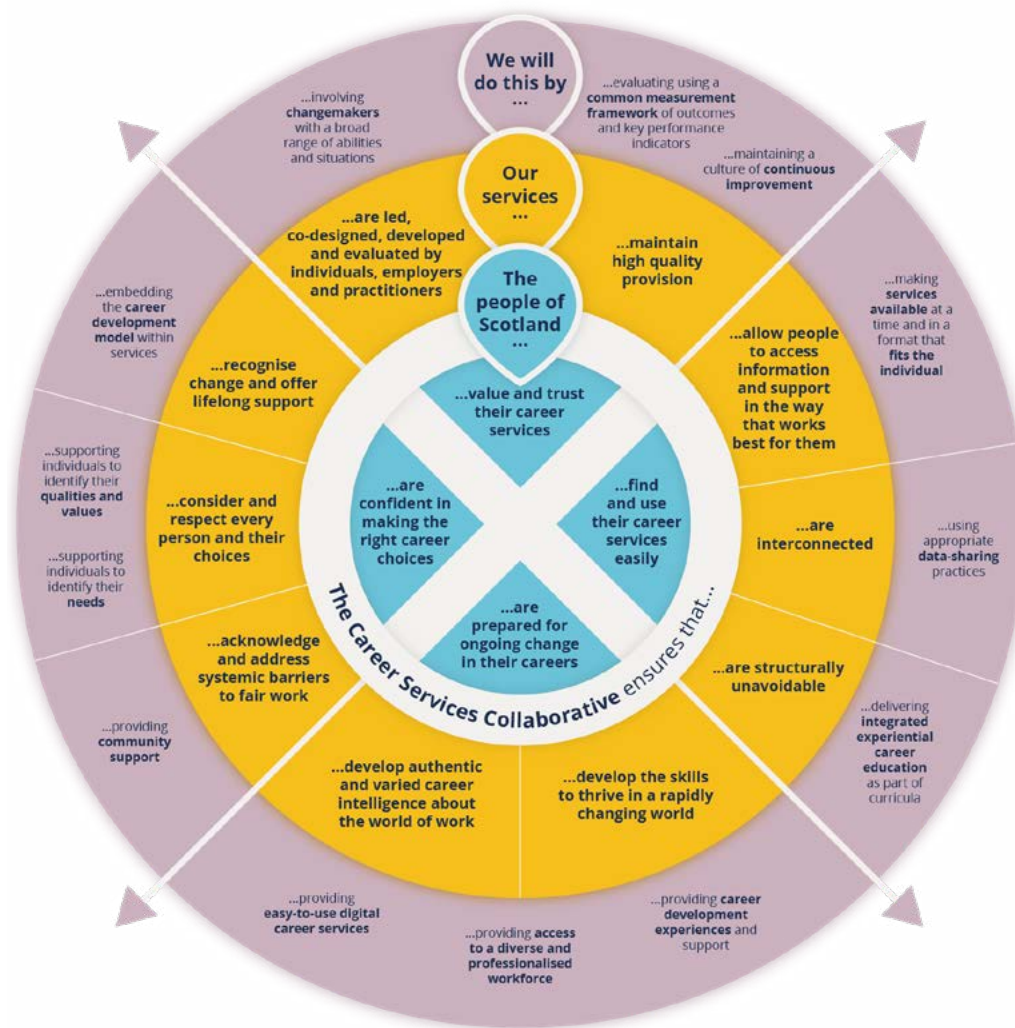 We will
do this by
...
...involving
changemakers
with a broad
range of abilities
and situations
...evaluating using a
common measurement
framework of outcomes
and key performance
indicators
...maintaining a
culture of continuous
improvement
Our
services
...
...are led,
co-designed, developed
and evaluated by
individuals, employers
and practitioners
...maintain
high quality
provision
The
people of
Scotland
...
...embedding
the career
development
model within
services
...recognise
change and offer
lifelong support
...value and trust
their career
services
...allow people
to access
information
and support
in the way
that works
best for them
...making
services
available at a
time and in a
format that
fits the
individual
...supporting
individuals to
identify their
qualities and
values
...supporting
individuals to
identify their
needs
...consider and
respect every
person and their
choices
...are
confident in
making the
right career
choices
...find
and use
their career
services
easily
...are
interconnected
...using
appropriate
data-sharing
practices
...are
prepared for
ongoing change
in their careers
The Career Services Collaborative ensures that...
...acknowledge
and address
systemic barriers
to fair work
...are structurally
unavoidable
...providing
community
support
...delivering
integrated
experiential
career
education
as part of
curricula
...develop authentic
and varied career
intelligence about
the world of work
...develop the skills
to thrive in a rapidly
changing world
...providing
easy-to-use digital
career services
...providing access
to a diverse and
professionalised
workforce
...providing career
development
experiences and
support